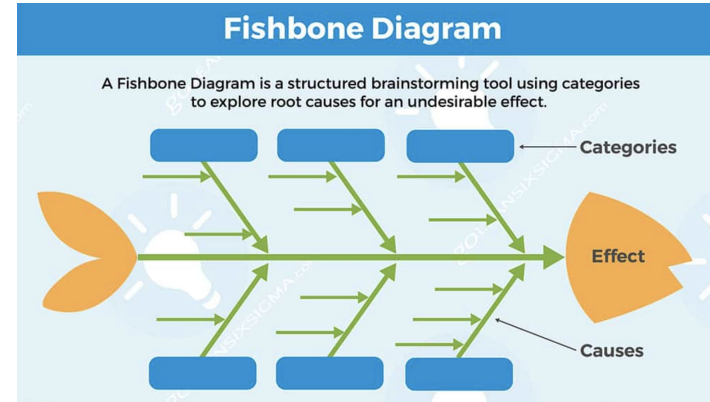 Fishbone Diagram
A Fishbone Diagram is a structured brainstorming tool using categories
to explore root causes for an undesirable effect.
Categories
Effect
Causes